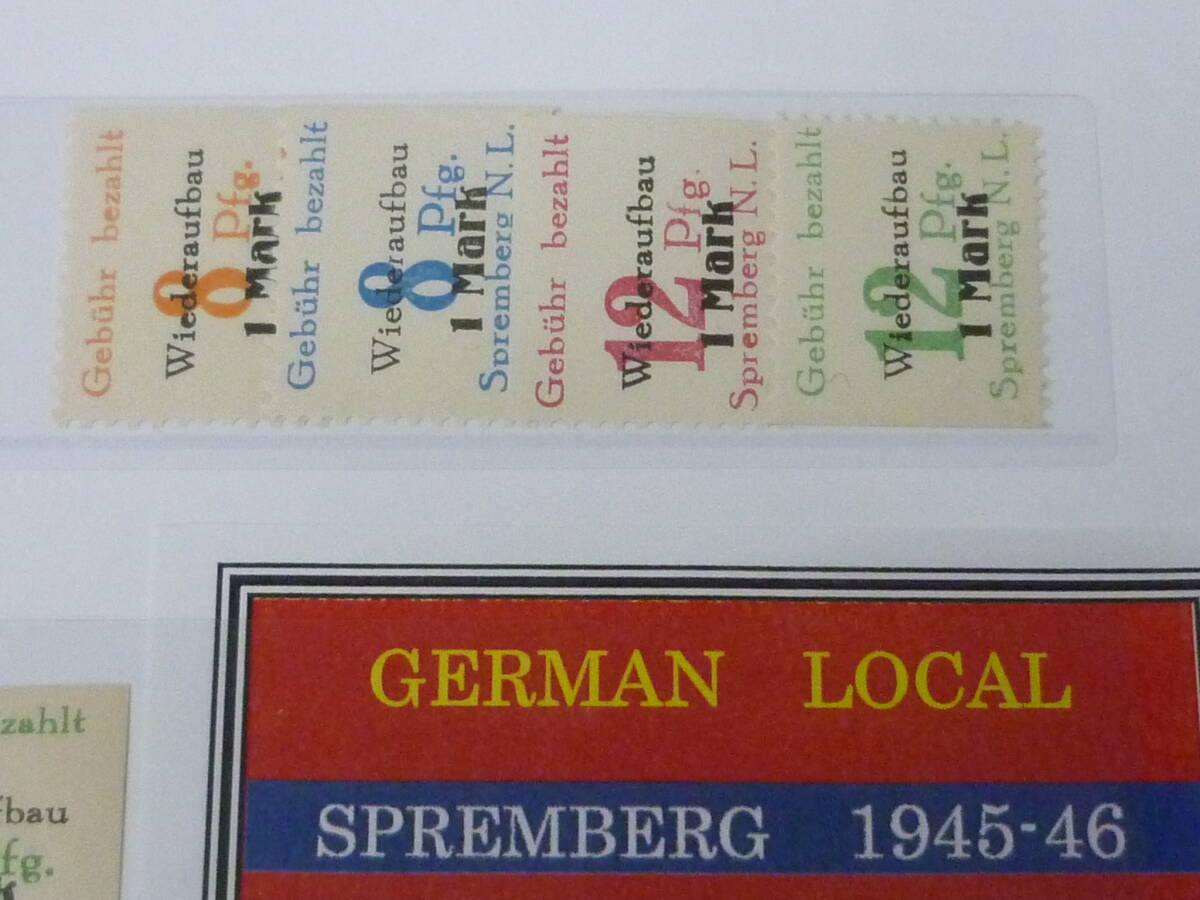 Gebühr bezahlt
Wiederaufbau
8 Pfg.
1 Mark
Gebühr bezahlt
Wiederaufbau
8 Pfg.
1 Mark
Spremberg N.L.
Gebühr bezahlt
Wiederaufbau
12 Pfg.
1 Mark
Spremberg N.L.
Gebühr bezahlt
Wiederaufbau
12 Pfg.
1 Mark
Spremberg N.L.
GERMAN LOCAL
SPREMBERG 1945-46
zahlt
fbau
fg.